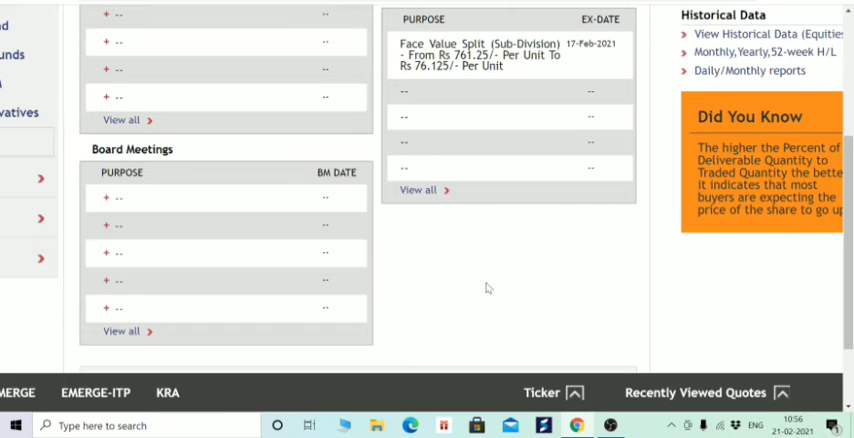 d
unds
vatives
+ --
--
+ --
--
+ --
--
+ --
--
View all
Board Meetings
PURPOSE
BM DATE
+ --
--
+ --
--
+ --
--
+ --
--
+ --
--
View all
PURPOSE
EX-DATE
Face Value Split (Sub-Division)
- From Rs 761.25/- Per Unit To
Rs 76.125/- Per Unit
17-Feb-2021
--
--
--
--
--
--
--
--
View all
Historical Data
View Historical Data (Equities
Monthly,Yearly,52-week H/L
Daily/Monthly reports
Did You Know
The higher the Percent of
Deliverable Quantity to
Traded Quantity the bette
it indicates that most
buyers are expecting the
price of the share to go up
MERGE
EMERGE-ITP
KRA
Ticker
Recently Viewed Quotes
Type here to search
ENG
10:56
21-02-2021